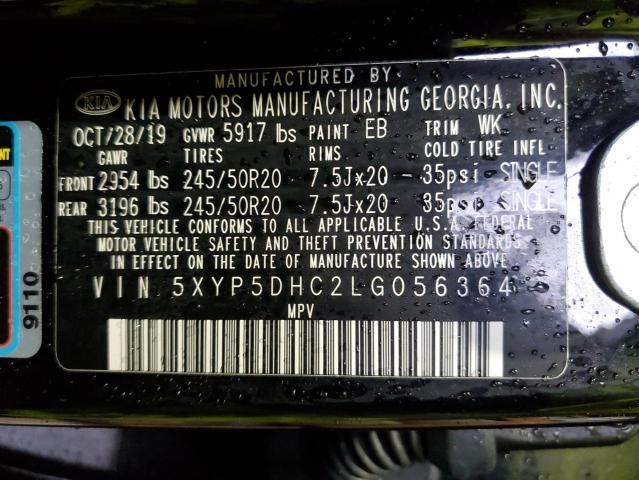 MANUFACTURED BY
KIA KIA MOTORS MANUFACTURING GEORGIA, INC.
OCT/28/19 GVWR 5917 lbs PAINT EB TRIM WK
GAWR TIRES RIMS COLD TIRE INFL
FRONT 2954 lbs 245/50R20 7.5Jx20 - 35psi SINGLE
REAR 3196 lbs 245/50R20 7.5Jx20 - 35psi SINGLE
THIS VEHICLE CONFORMS TO ALL APPLICABLE U.S.A. FEDERAL
MOTOR VEHICLE SAFETY AND THEFT PREVENTION STANDARDS
IN EFFECT ON THE DATE OF MANUFACTURE SHOWN ABOVE.
VIN 5XYP5DHC2LG056364
MPV
9110